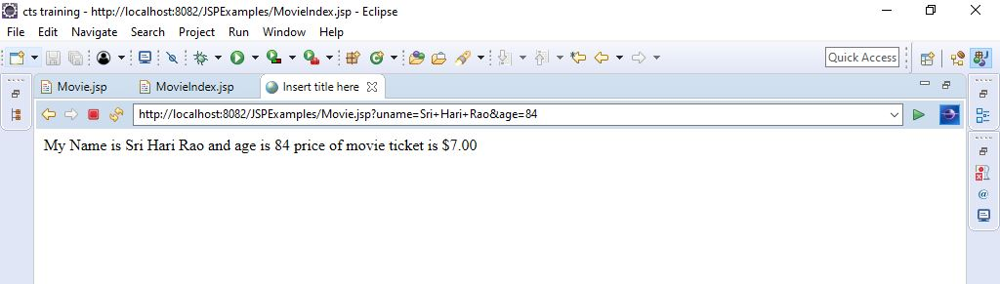 cts training - http://localhost:8082/JSPExamples/MovieIndex.jsp - Eclipse
File Edit Navigate Search Project Run Window Help
Quick Access
Movie.jsp MovieIndex.jsp Insert title here
http://localhost:8082/JSPExamples/Movie.jsp?uname=Sri+Hari+Rao&age=84
My Name is Sri Hari Rao and age is 84 price of movie ticket is $7.00